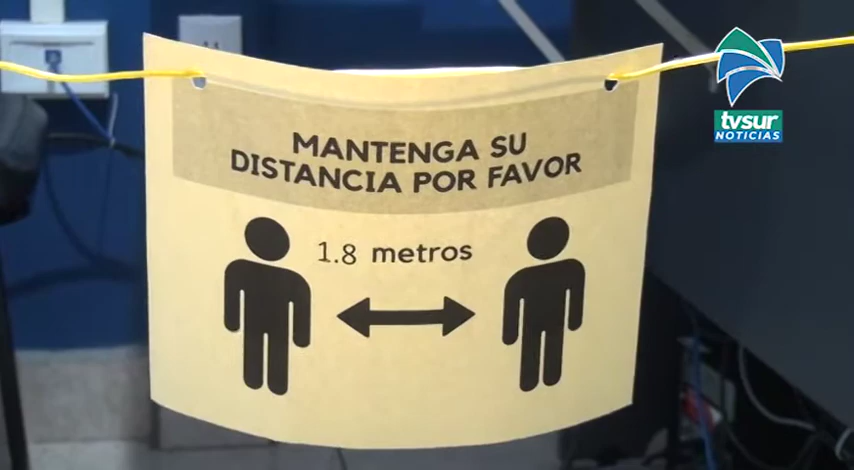 MANTENGA SU
DISTANCIA POR FAVOR
1.8 metros
tvsur
NOTICIAS